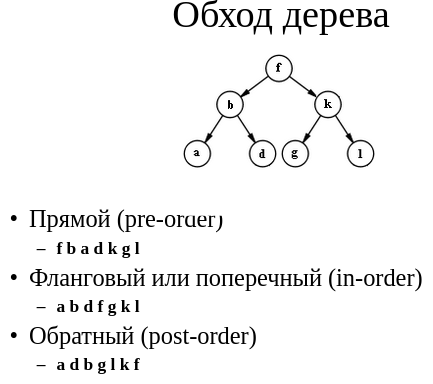 Обход дерева
f
b k
a d g l
• Прямой (pre-order)
– f b a d k g l
• Фланговый или поперечный (in-order)
– a b d f g k l
• Обратный (post-order)
– a d b g l k f